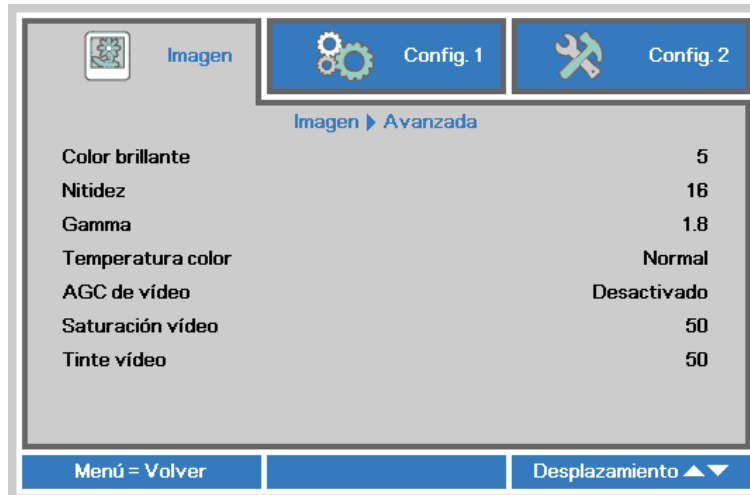 Imagen Config. 1 Config. 2
Imagen ▶ Avanzada
Color brillante 5
Nitidez 16
Gamma 1.8
Temperatura color Normal
AGC de vídeo Desactivado
Saturación vídeo 50
Tinte vídeo 50
Menú = Volver Desplazamiento ▲▼